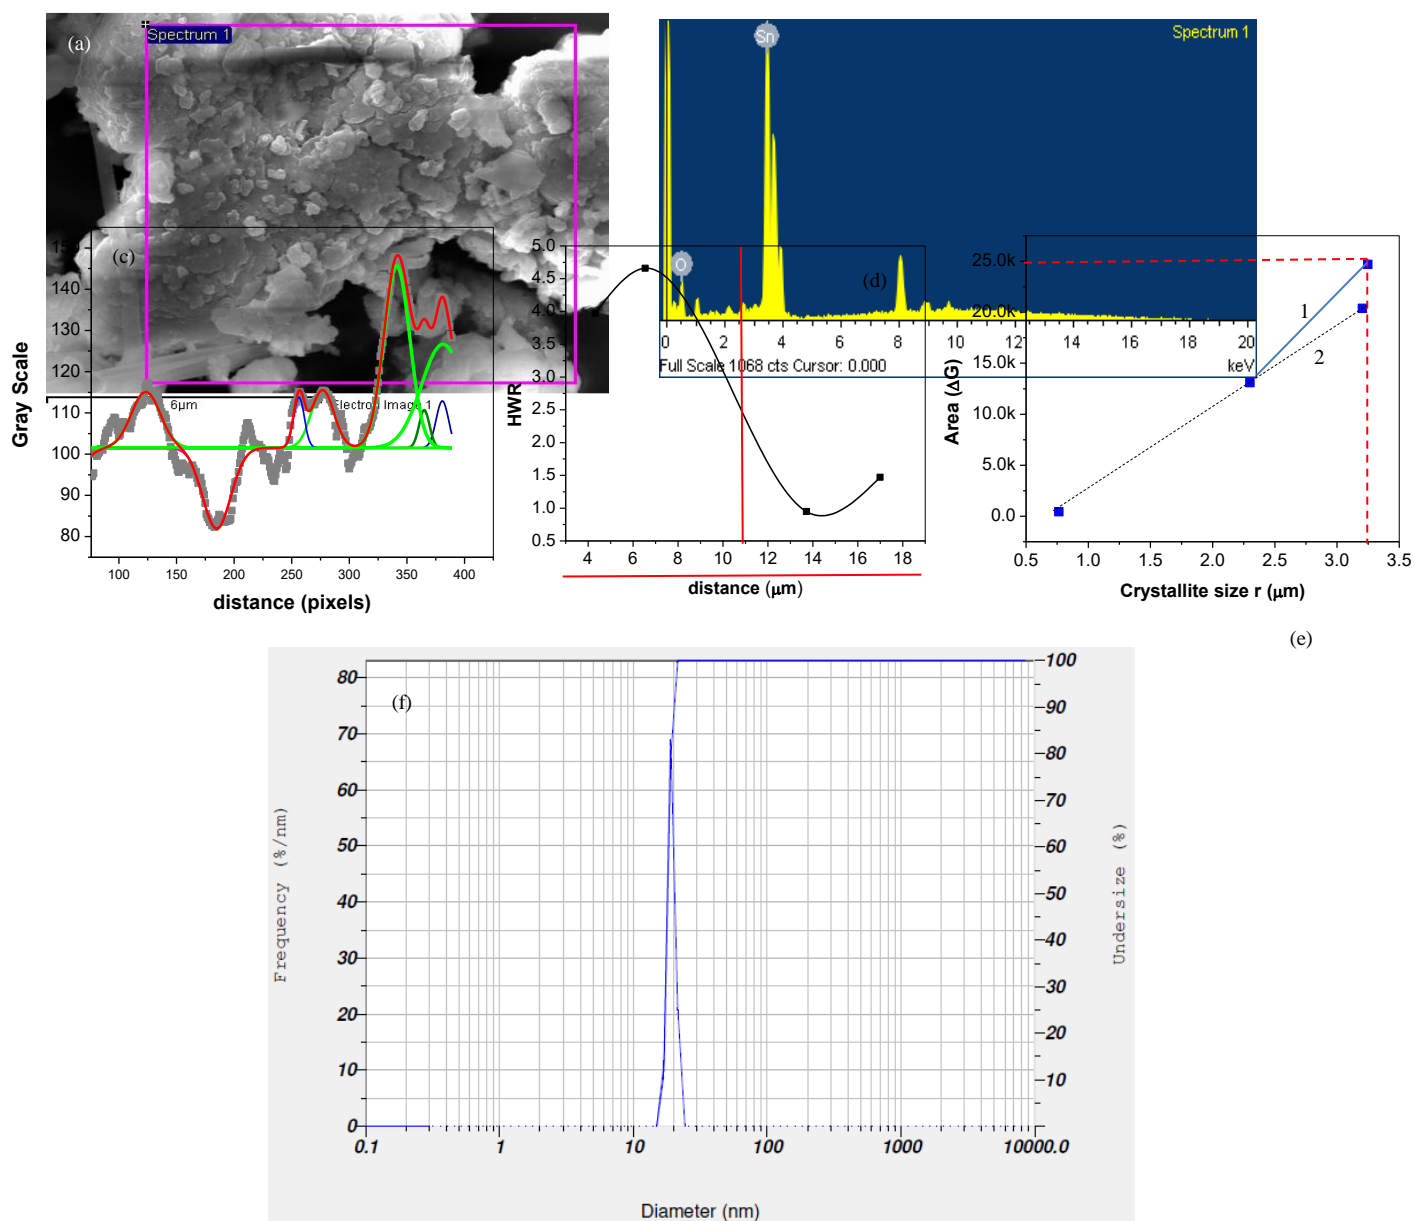 (a)
Spectrum 1
6μm
Electron Image 1
Sn
O
Spectrum 1
0 2 4 6 8 10 12 14 16 18 20
Full Scale 1068 cts Cursor: 0.000
keV
(c)
150
145
130
115
120
110
100
90
80
Gray Scale
100 150 200 250 300 350 400
distance (pixels)
5.0
4.5
4.0
3.0
2.5
2.0
1.5
1.0
0.5
HWR
4 6 8 10 12 14 16 18
distance (μm)
(d)
25.0k
20.0k
15.0k
10.0k
5.0k
0.0
Area (ΔG)
1
2
0.5 1.0 1.5 2.0 2.5 3.0 3.5
Crystallite size r (μm)
(e)
(f)
80
70
60
50
40
30
20
10
0
Frequency (%/nm)
100
90
80
70
60
50
40
30
20
10
Undersize (%)
0.1 1 10 100 1000 10000.0
Diameter (nm)